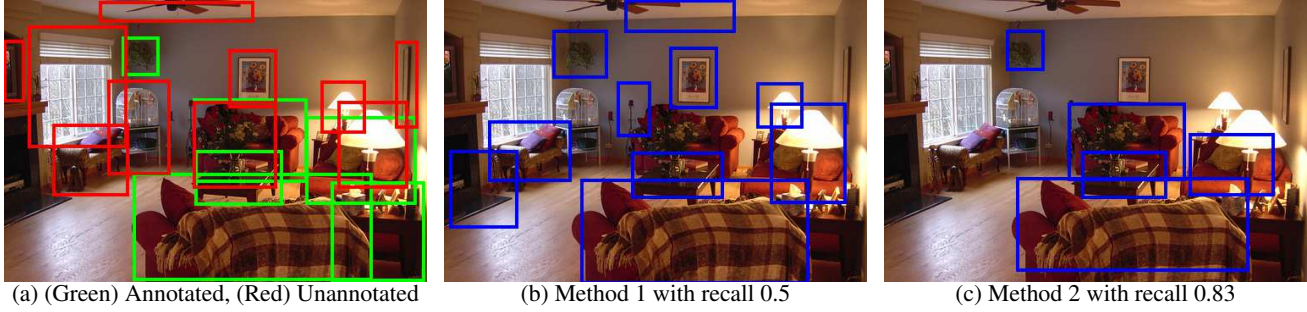 (a) (Green) Annotated, (Red) Unannotated
(b) Method 1 with recall 0.5
(c) Method 2 with recall 0.83